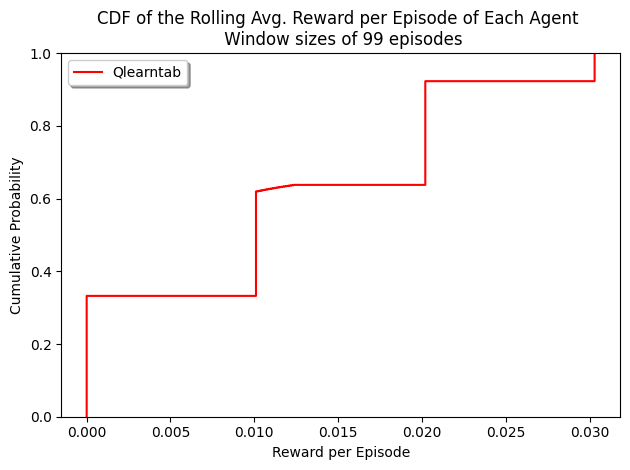 CDF of the Rolling Avg. Reward per Episode of Each Agent
Window sizes of 99 episodes
Qlearntab
1.0
0.8
0.6
0.4
0.2
0.0
Cumulative Probability
0.000 0.005 0.010 0.015 0.020 0.025 0.030
Reward per Episode